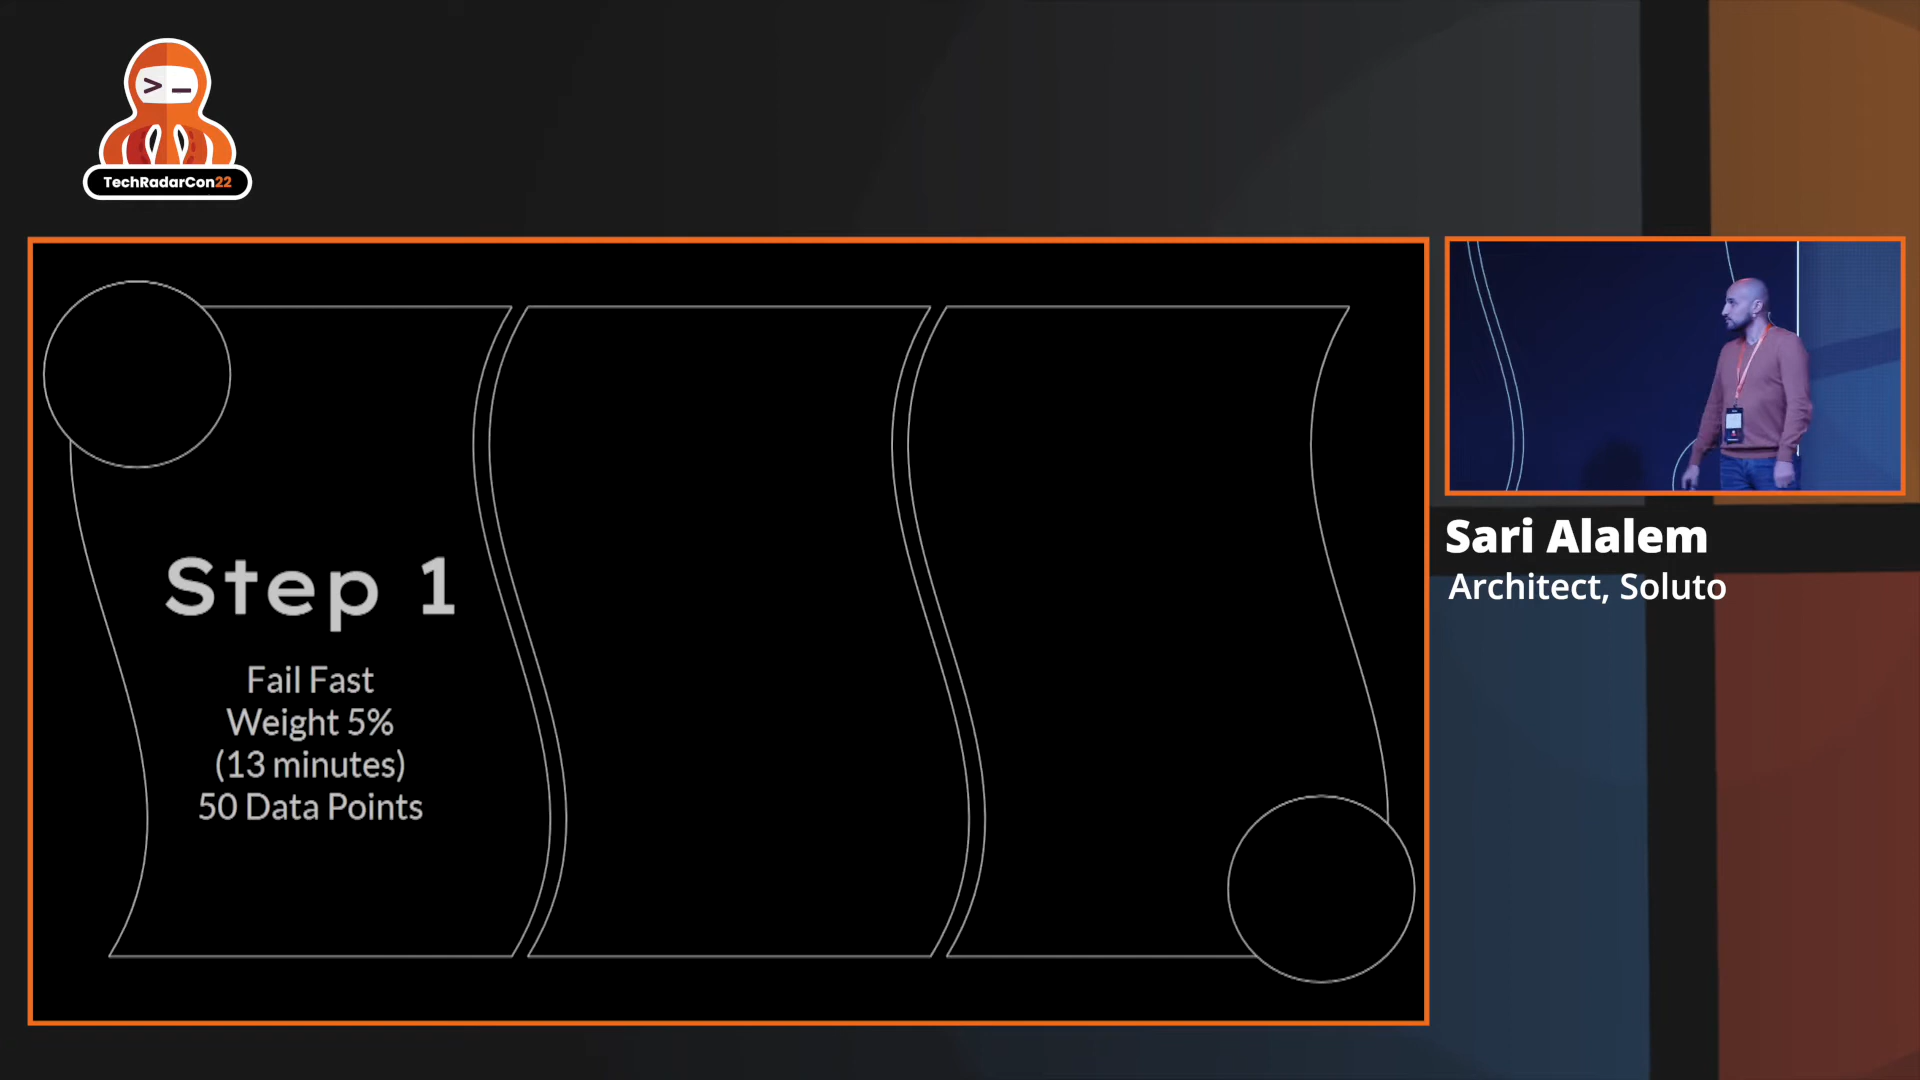 >_
TechRadarCon22
Step 1
Fail Fast
Weight 5%
(13 minutes)
50 Data Points
Sari Alalem
Architect, Soluto